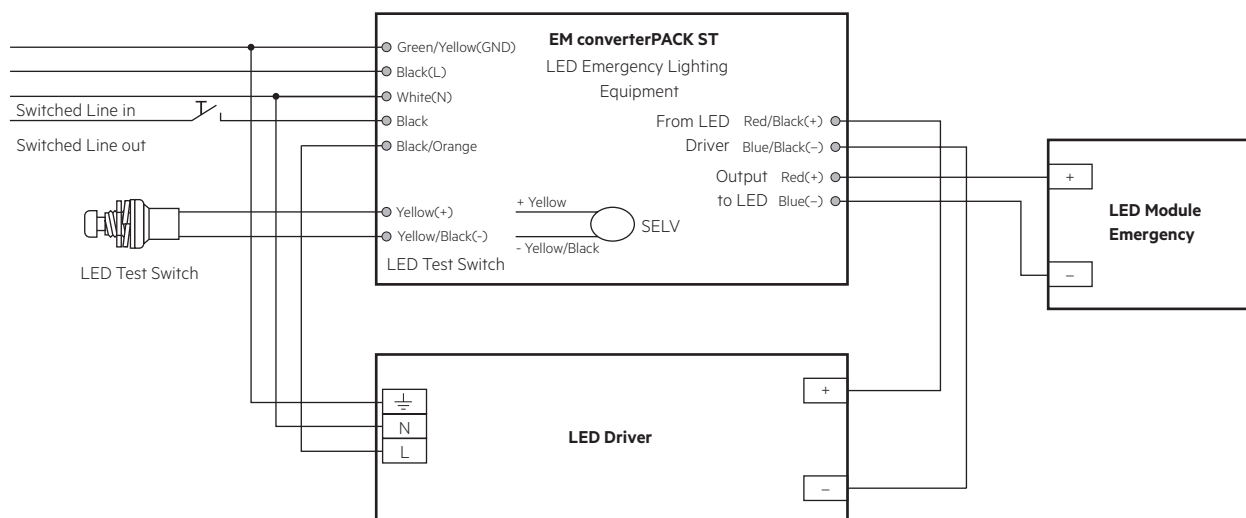 EM converterPACK ST
LED Emergency Lighting
Equipment
Green/Yellow(GND)
Black(L)
White(N)
Switched Line in
Black
Switched Line out
Black/Orange
From LED Red/Black(+)
Driver Blue/Black(–)
Output Red(+)
to LED Blue(–)
Yellow(+)
Yellow/Black(-)
LED Test Switch
+ Yellow
SELV
- Yellow/Black
LED Test Switch
+
LED Module
Emergency
–
N
L
LED Driver
+
–